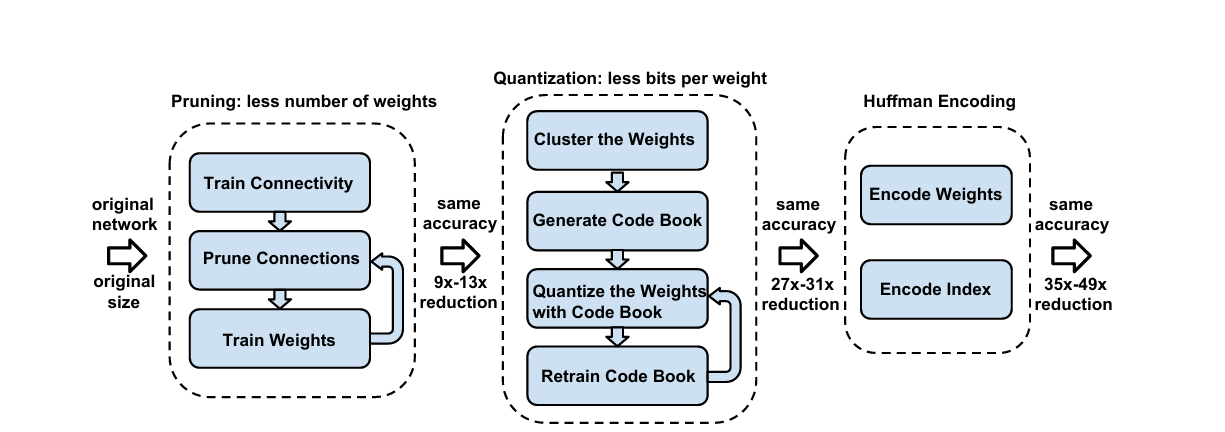 original
network
original
size
Pruning: less number of weights
Train Connectivity
Prune Connections
Train Weights
same
accuracy
9x-13x
reduction
Quantization: less bits per weight
Cluster the Weights
Generate Code Book
Quantize the Weights
with Code Book
Retrain Code Book
same
accuracy
27x-31x
reduction
Huffman Encoding
Encode Weights
Encode Index
same
accuracy
35x-49x
reduction